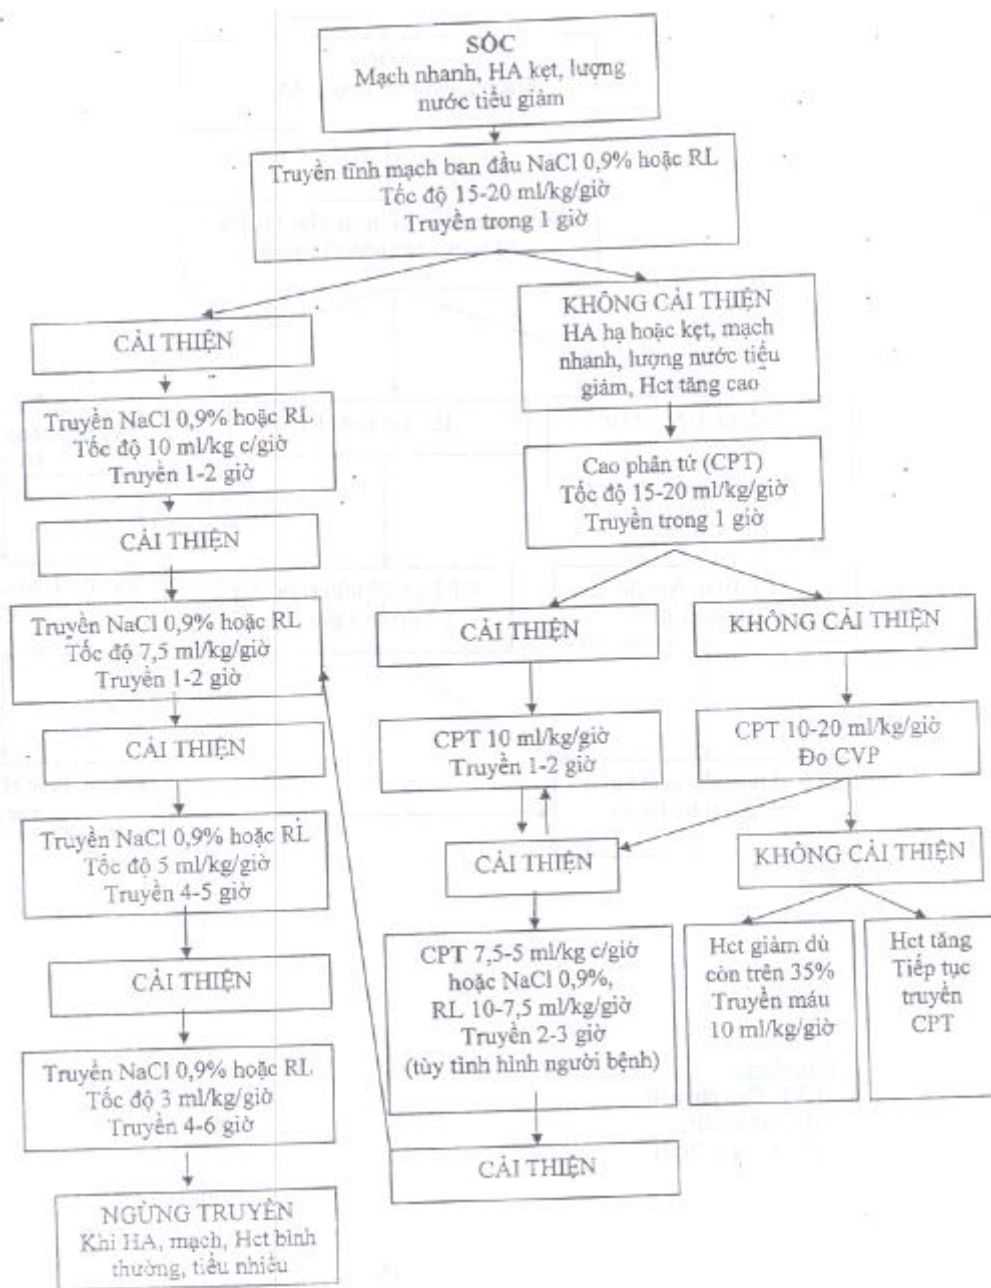 SỐC
Mạch nhanh, HA kẹt, lượng
nước tiểu giảm
Truyền tĩnh mạch ban đầu NaCl 0,9% hoặc RL
Tốc độ 15-20 ml/kg/giờ
Truyền trong 1 giờ
CẢI THIỆN
KHÔNG CẢI THIỆN
HA hạ hoặc kẹt, mạch
nhanh, lượng nước tiểu
giảm, Hct tăng cao
Truyền NaCl 0,9% hoặc RL
Tốc độ 10 ml/kg c/giờ
Truyền 1-2 giờ
Cao phân tử (CPT)
Tốc độ 15-20 ml/kg/giờ
Truyền trong 1 giờ
CẢI THIỆN
Truyền NaCl 0,9% hoặc RL
Tốc độ 7,5 ml/kg/giờ
Truyền 1-2 giờ
CẢI THIỆN
KHÔNG CẢI THIỆN
CẢI THIỆN
CPT 10 ml/kg/giờ
Truyền 1-2 giờ
CPT 10-20 ml/kg/giờ
Đo CVP
Truyền NaCl 0,9% hoặc RL
Tốc độ 5 ml/kg/giờ
Truyền 4-5 giờ
CẢI THIỆN
KHÔNG CẢI THIỆN
CẢI THIỆN
CPT 7,5-5 ml/kg c/giờ
hoặc NaCl 0,9%,
RL 10-7,5 ml/kg/giờ
Truyền 2-3 giờ
(tùy tình hình người bệnh)
Hct giảm dù
còn trên 35%
Truyền máu
10 ml/kg/giờ
Hct tăng
Tiếp tục
truyền
CPT
Truyền NaCl 0,9% hoặc RL
Tốc độ 3 ml/kg/giờ
Truyền 4-6 giờ
CẢI THIỆN
NGỪNG TRUYỀN
Khi HA, mạch, Hct bình
thường, tiểu nhiều